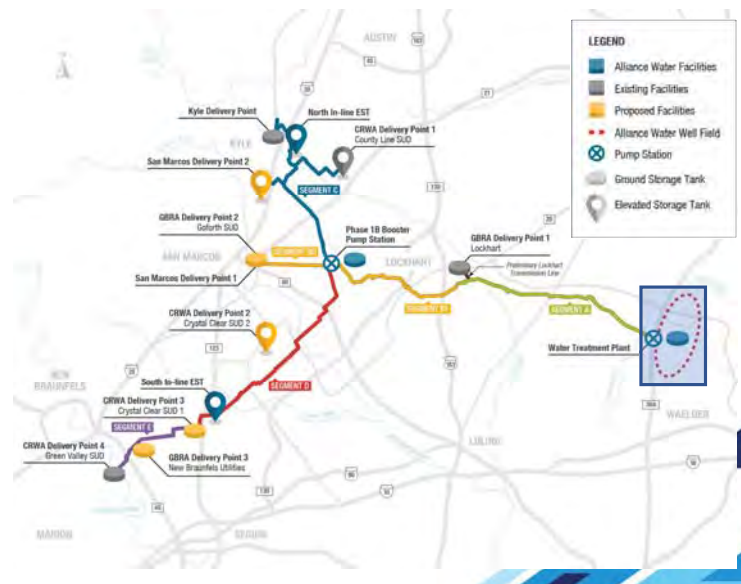 AUSTIN
LEGEND
Alliance Water Facilities
Existing Facilities
Proposed Facilities
Alliance Water Well Field
Pump Station
Ground Storage Tank
Elevated Storage Tank
Kyle Delivery Point
North In-line EST
CRWA Delivery Point 1
County Line SUD
KYLE
San Marcos Delivery Point 2
SEGMENT C
GBRA Delivery Point 2
Goforth SUD
Phase 1B Booster
Pump Station
GBRA Delivery Point 1
Lockhart
SAN MARCOS
LOCKHART
Preliminary Lockhart
Transmission Line
San Marcos Delivery Point 1
SEGMENT A
CRWA Delivery Point 2
Crystal Clear SUD 2
Water Treatment Plant
NEW
BRAUNFELS
South In-line EST
SEGMENT D
CRWA Delivery Point 3
Crystal Clear SUD 1
WAELDER
SEGMENT E
LULING
CRWA Delivery Point 4
Green Valley SUD
GBRA Delivery Point 3
New Braunfels Utilities
MARION
SEGUIN